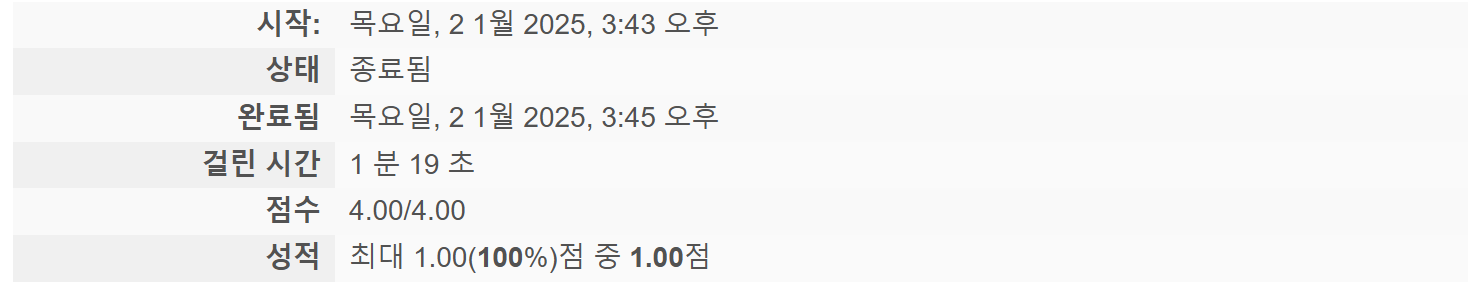 시작: 목요일, 2 1월 2025, 3:43 오후
상태 종료됨
완료됨 목요일, 2 1월 2025, 3:45 오후
걸린 시간 1 분 19 초
점수 4.00/4.00
성적 최대 1.00(100%)점 중 1.00점